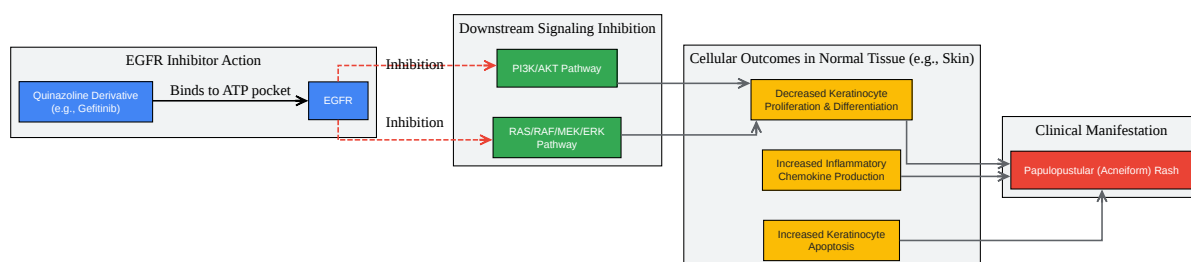 EGFR Inhibitor Action
Quinazoline Derivative
(e.g., Gefitinib)
Binds to ATP pocket
EGFR
Inhibition
Inhibition
Downstream Signaling Inhibition
PI3K/AKT Pathway
RAS/RAF/MEK/ERK
Pathway
Cellular Outcomes in Normal Tissue (e.g., Skin)
Decreased Keratinocyte
Proliferation & Differentiation
Increased Inflammatory
Chemokine Production
Increased Keratinocyte
Apoptosis
Clinical Manifestation
Papulopustular (Acneiform) Rash